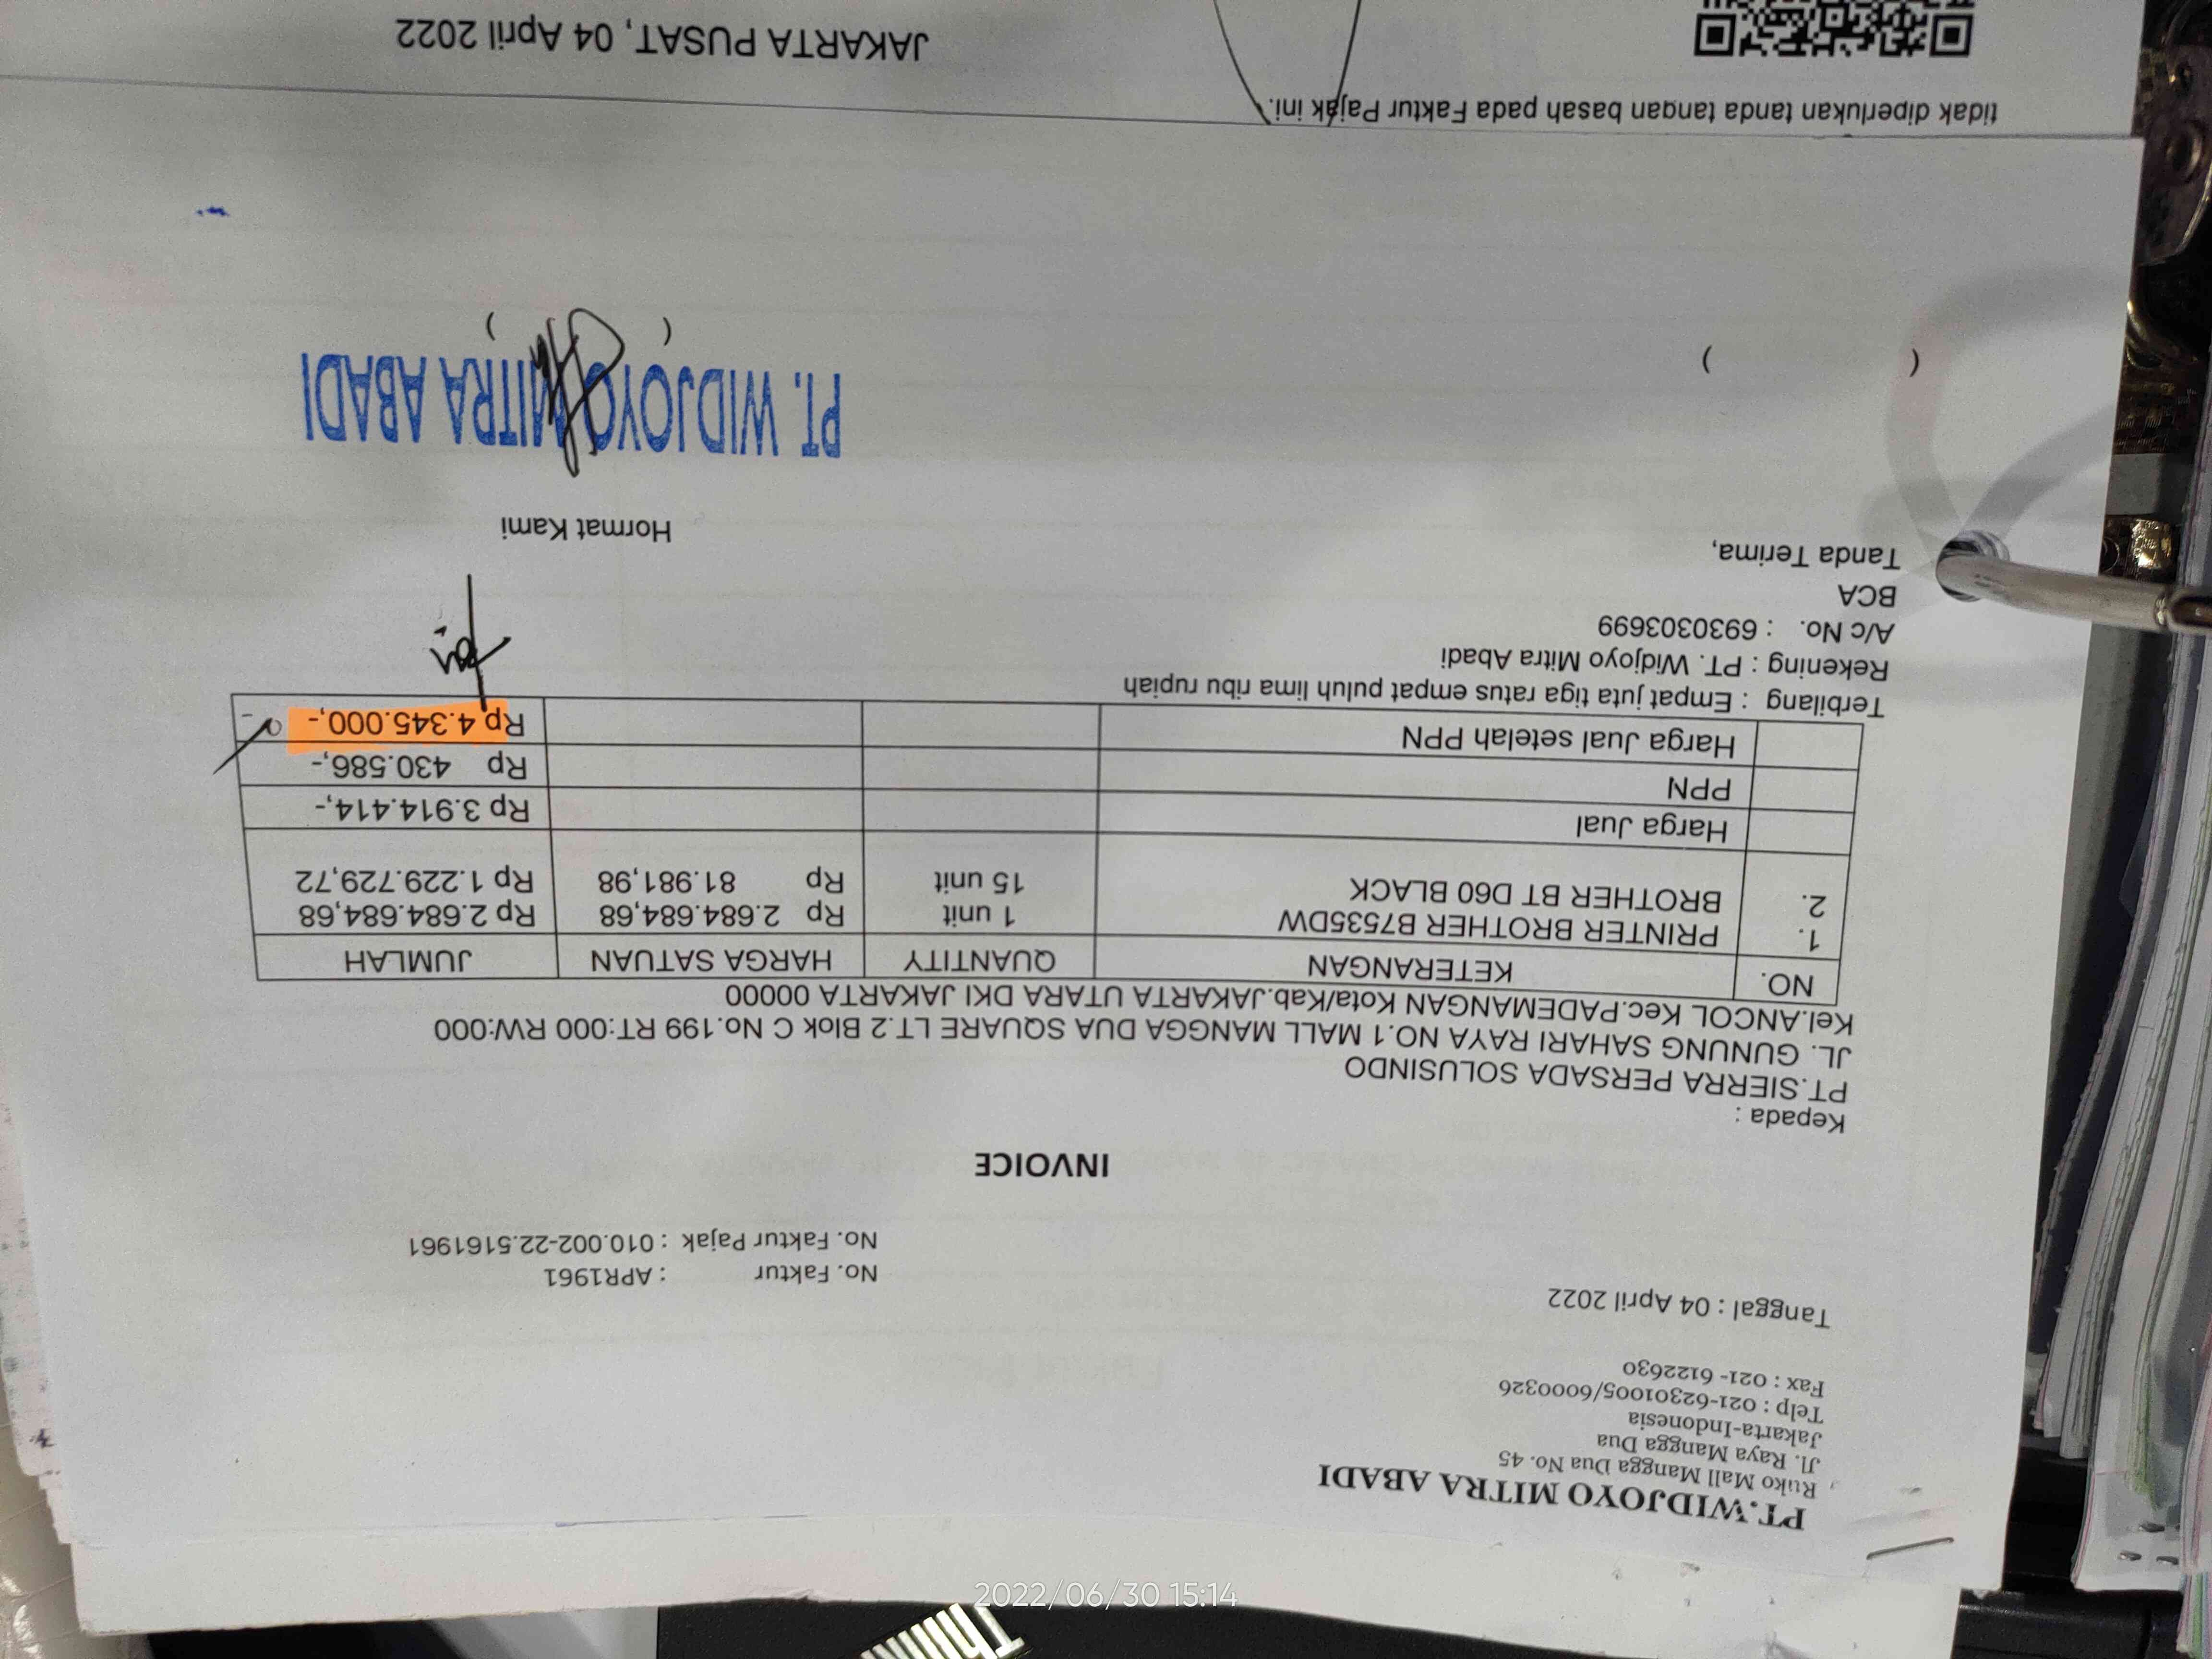 PT.WIDJOYO MITRA ABADI
Ruko Mall Mangga Dua No. 45
Jl. Raya Mangga Dua
Jakarta-Indonesia
Telp : 021-62301005/6000326
Fax : 021- 6122630
Tanggal : 04 April 2022
No. Faktur : APR1961
No. Faktur Pajak : 010.002-22.5161961
INVOICE
Kepada :
PT.SIERRA PERSADA SOLUSINDO
JL. GUNUNG SAHARI RAYA NO.1 MALL MANGGA DUA SQUARE LT.2 Blok C No.199 RT:000 RW:000
Kel.ANCOL Kec.PADEMANGAN Kota/Kab.JAKARTA UTARA DKI JAKARTA 00000
NO. KETERANGAN QUANTITY HARGA SATUAN JUMLAH
1. PRINTER BROTHER B7535DW 1 unit Rp 2.684.684,68 Rp 2.684.684,68
2. BROTHER BT D60 BLACK 15 unit Rp 81.981,98 Rp 1.229.729,72
Harga Jual Rp 3.914.414,-
PPN Rp 430.586,-
Harga Jual setelah PPN Rp 4.345.000,-
Terbilang : Empat juta tiga ratus empat puluh lima ribu rupiah
Rekening : PT. Widjoyo Mitra Abadi
A/c No. : 6930303699
BCA
Tanda Terima,
Hormat Kami
PT. WIDJOYO MITRA ABADI
( ) ( )
tidak diperlukan tanda tangan basah pada Faktur Pajak ini.
JAKARTA PUSAT, 04 April 2022
2022/06/30 15:14
Thin